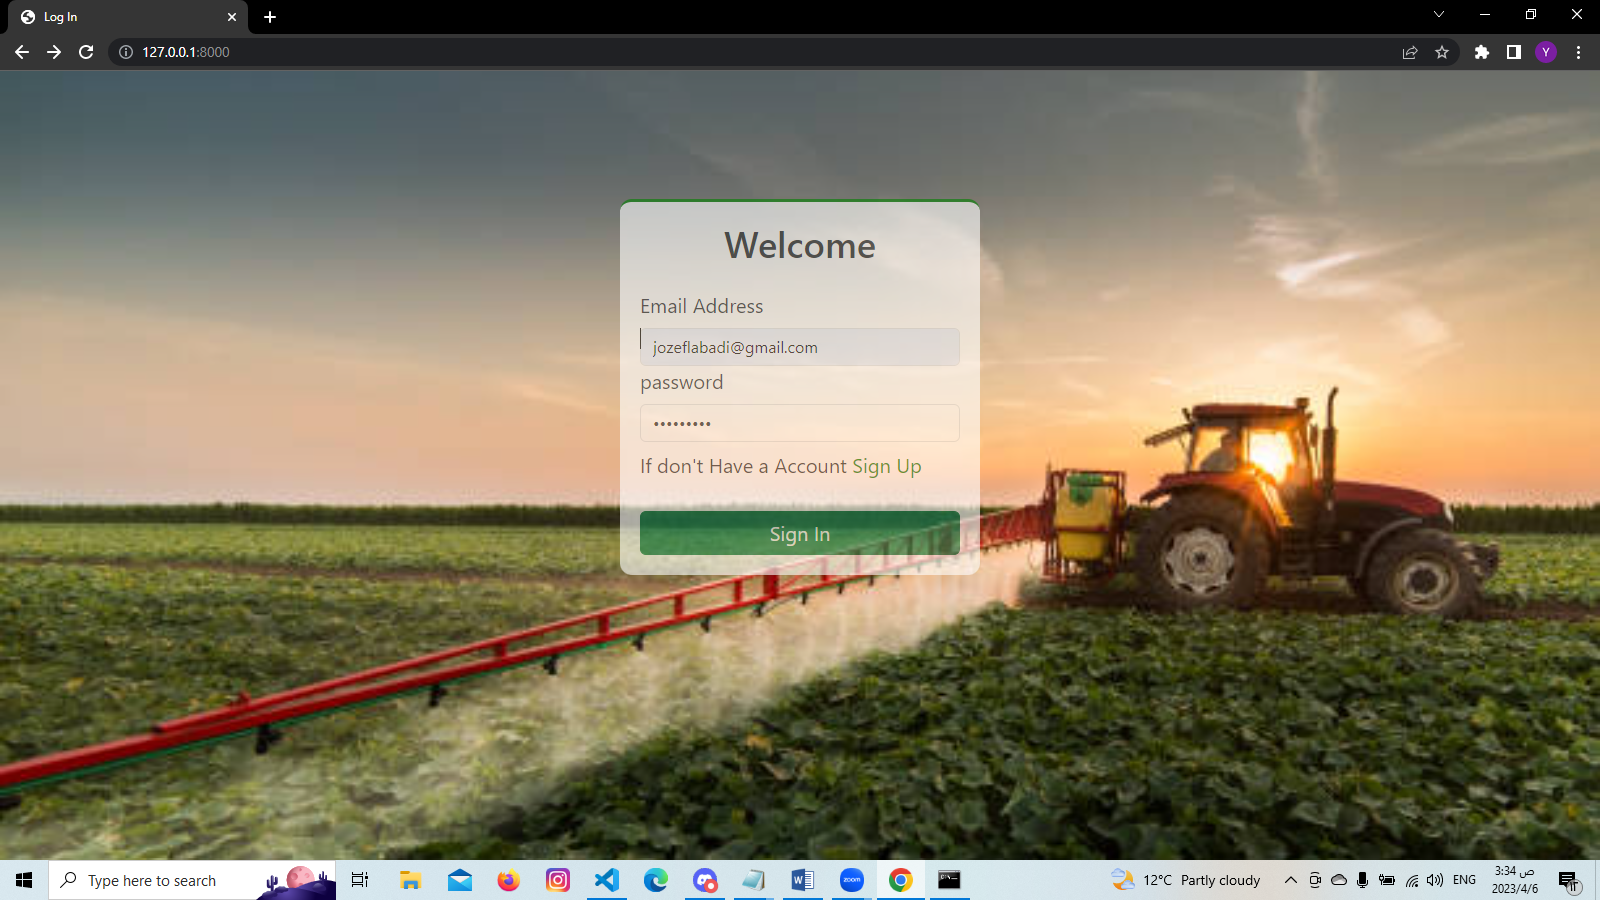 Log In
127.0.0.1:8000
Y
Welcome
Email Address
jozeflabadi@gmail.com
password
•••••••••
If don't Have a Account Sign Up
Sign In
Type here to search
W
zoom
12°C Partly cloudy
ENG
3:34 ص
2023/4/6